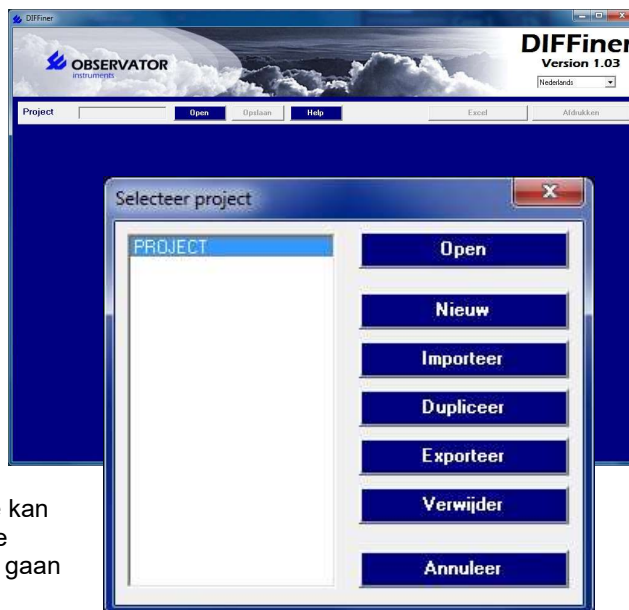 DIFFiner
OBSERVATOR
instruments
DIFFiner
Version 1.03
Nederlands
Project Open Opslaan Help Excel Afdrukken
Selecteer project
PROJECT
Open
Nieuw
Importeer
Dupliceer
Exporteer
Verwijder
Annuleer
kan
gaan